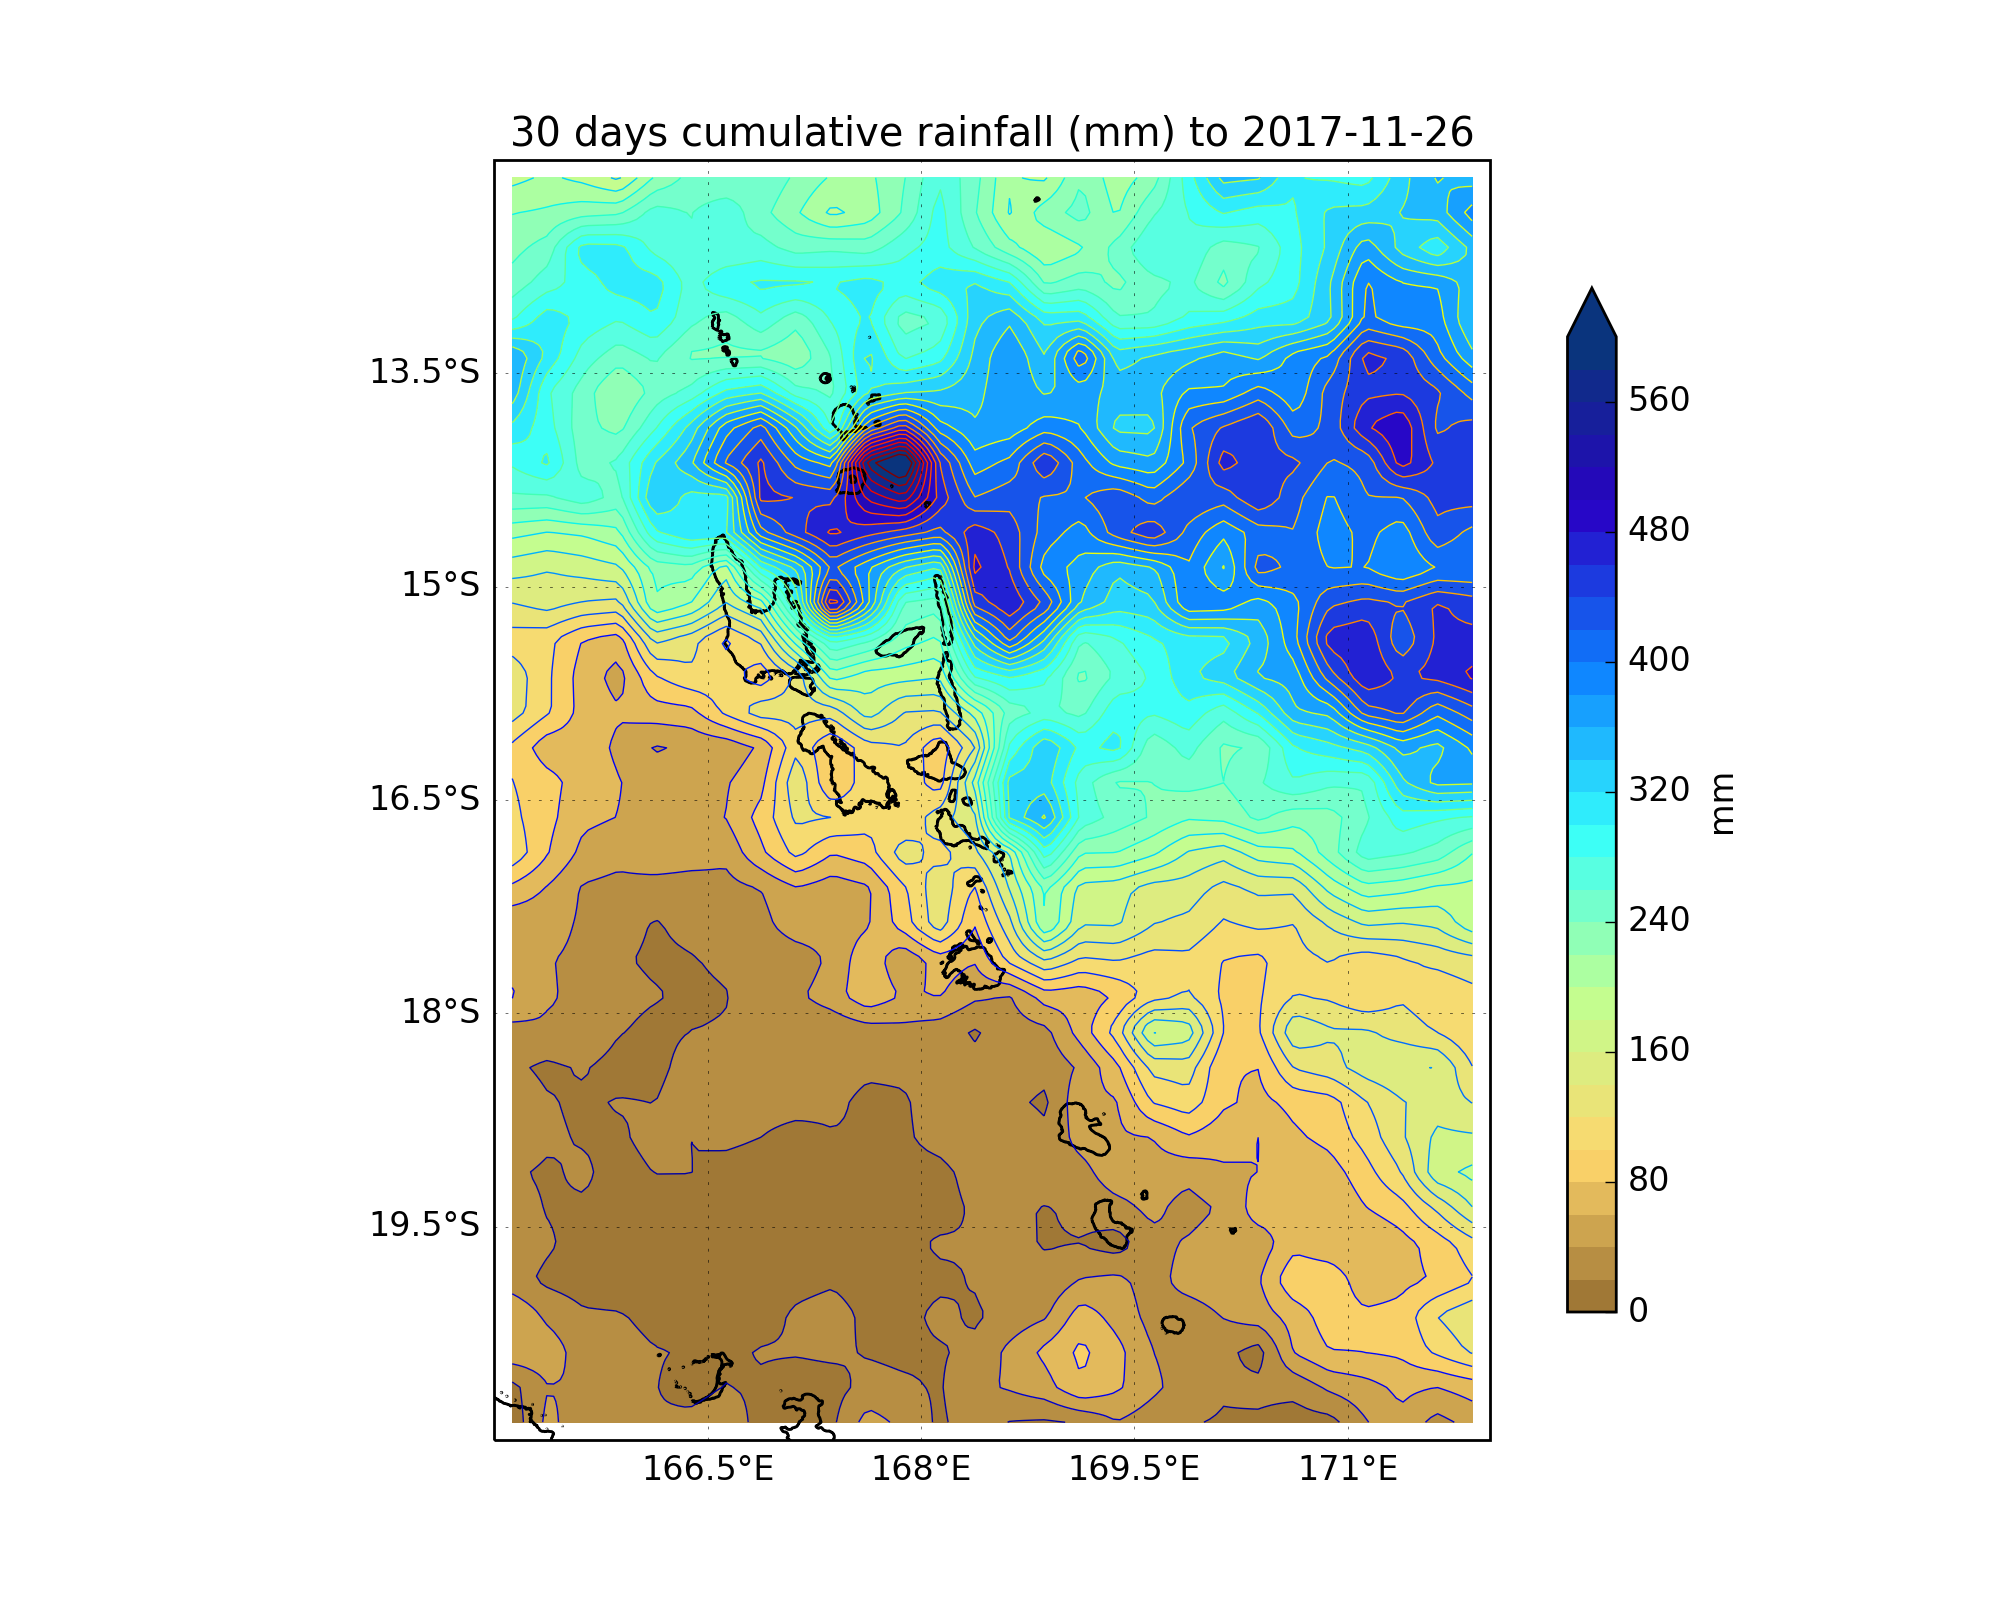 30 days cumulative rainfall (mm) to 2017-11-26
13.5°S
15°S
16.5°S
18°S
19.5°S
166.5°E
168°E
169.5°E
171°E
560
480
400
320
240
160
80
0
mm